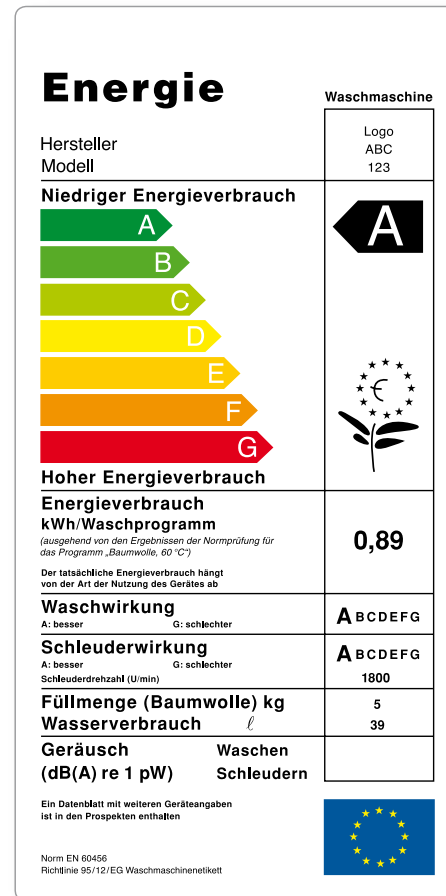 Energie
Waschmaschine
Hersteller
Modell
Logo
ABC
123
Niedriger Energieverbrauch
A
A
B
C
D
E
F
G
Hoher Energieverbrauch
Energieverbrauch
kWh/Waschprogramm
(ausgehend von den Ergebnissen der Normprüfung für
das Programm „Baumwolle, 60 °C“)
0,89
Der tatsächliche Energieverbrauch hängt
von der Art der Nutzung des Gerätes ab
Waschwirkung
A: besser G: schlechter
A BCDEFG
Schleuderwirkung
A: besser G: schlechter
Schleuderdrehzahl (U/min)
A BCDEFG
1800
Füllmenge (Baumwolle) kg 5
Wasserverbrauch ℓ 39
Geräusch Waschen
(dB(A) re 1 pW) Schleudern
Ein Datenblatt mit weiteren Geräteangaben
ist in den Prospekten enthalten
Norm EN 60456
Richtlinie 95/12/EG Waschmaschinenetikett